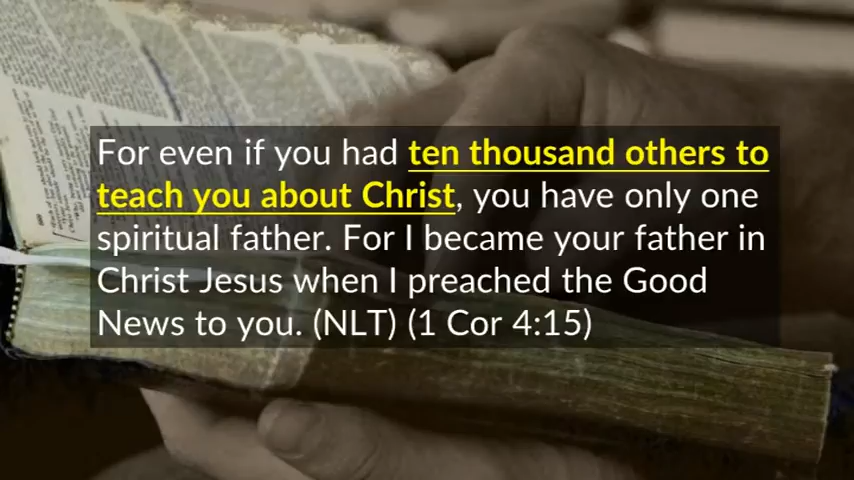 For even if you had ten thousand others to
teach you about Christ, you have only one
spiritual father. For I became your father in
Christ Jesus when I preached the Good
News to you. (NLT) (1 Cor 4:15)